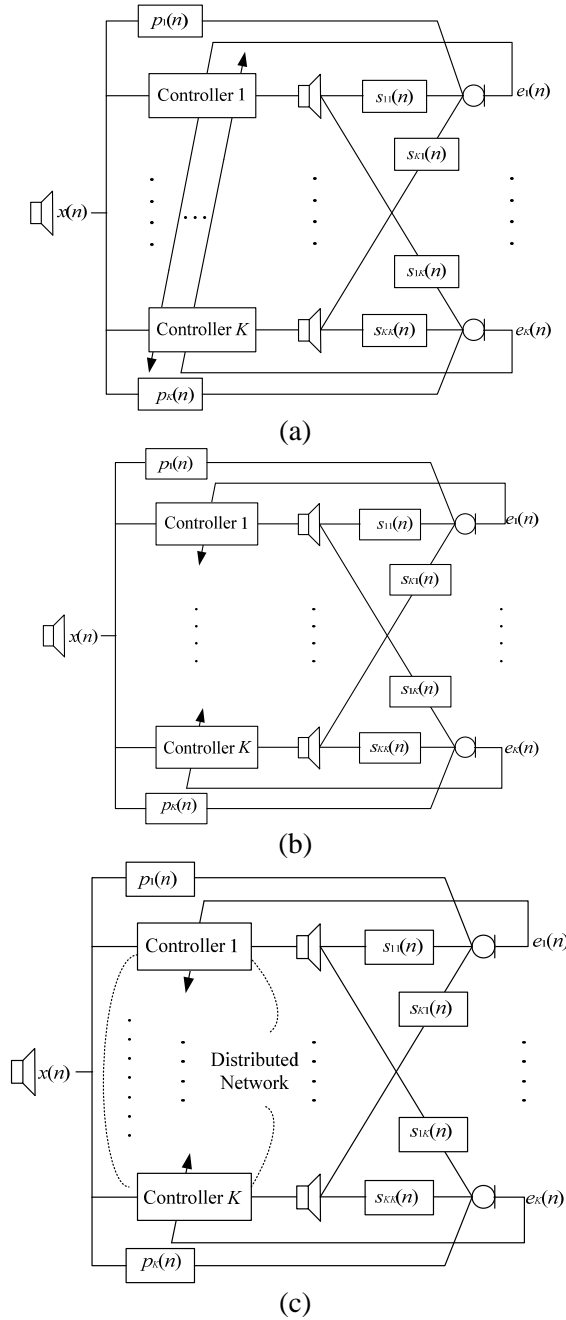 p₁(n)
Controller 1
s₁₁(n)
e₁(n)
sK₁(n)
x(n)
s₁K(n)
Controller K
sKK(n)
eK(n)
pK(n)
(a)
p₁(n)
Controller 1
s₁₁(n)
e₁(n)
sK₁(n)
x(n)
s₁K(n)
Controller K
sKK(n)
eK(n)
pK(n)
(b)
p₁(n)
Controller 1
s₁₁(n)
e₁(n)
sK₁(n)
x(n)
Distributed
Network
s₁K(n)
Controller K
sKK(n)
eK(n)
pK(n)
(c)